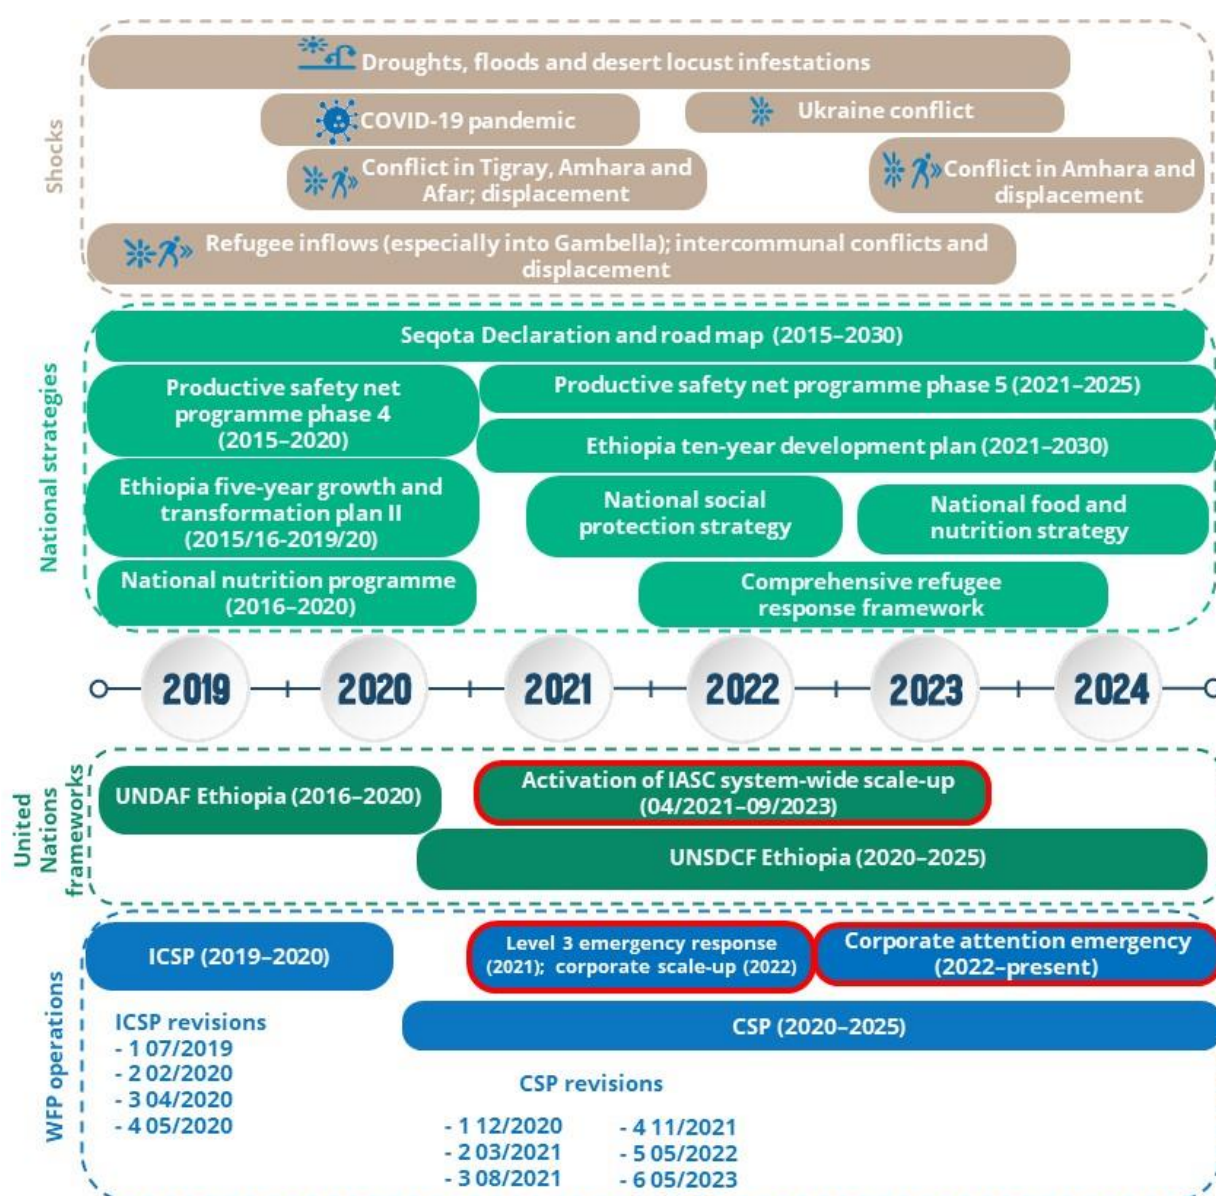 Shocks
Droughts, floods and desert locust infestations
COVID-19 pandemic
Ukraine conflict
Conflict in Tigray, Amhara and
Afar; displacement
Conflict in Amhara and
displacement
Refugee inflows (especially into Gambella); intercommunal conflicts and
displacement
National strategies
Seqota Declaration and road map (2015–2030)
Productive safety net
programme phase 4
(2015–2020)
Productive safety net programme phase 5 (2021–2025)
Ethiopia ten-year development plan (2021–2030)
Ethiopia five-year growth and
transformation plan II
(2015/16-2019/20)
National social
protection strategy
National food and
nutrition strategy
National nutrition programme
(2016–2020)
Comprehensive refugee
response framework
2019
2020
2021
2022
2023
2024
United
Nations
frameworks
UNDAF Ethiopia (2016–2020)
Activation of IASC system-wide scale-up
(04/2021–09/2023)
UNSDCF Ethiopia (2020–2025)
WFP operations
ICSP (2019–2020)
Level 3 emergency response
(2021); corporate scale-up (2022)
Corporate attention emergency
(2022–present)
CSP (2020–2025)
ICSP revisions
- 1 07/2019
- 2 02/2020
- 3 04/2020
- 4 05/2020
CSP revisions
- 1 12/2020
- 2 03/2021
- 3 08/2021
- 4 11/2021
- 5 05/2022
- 6 05/2023